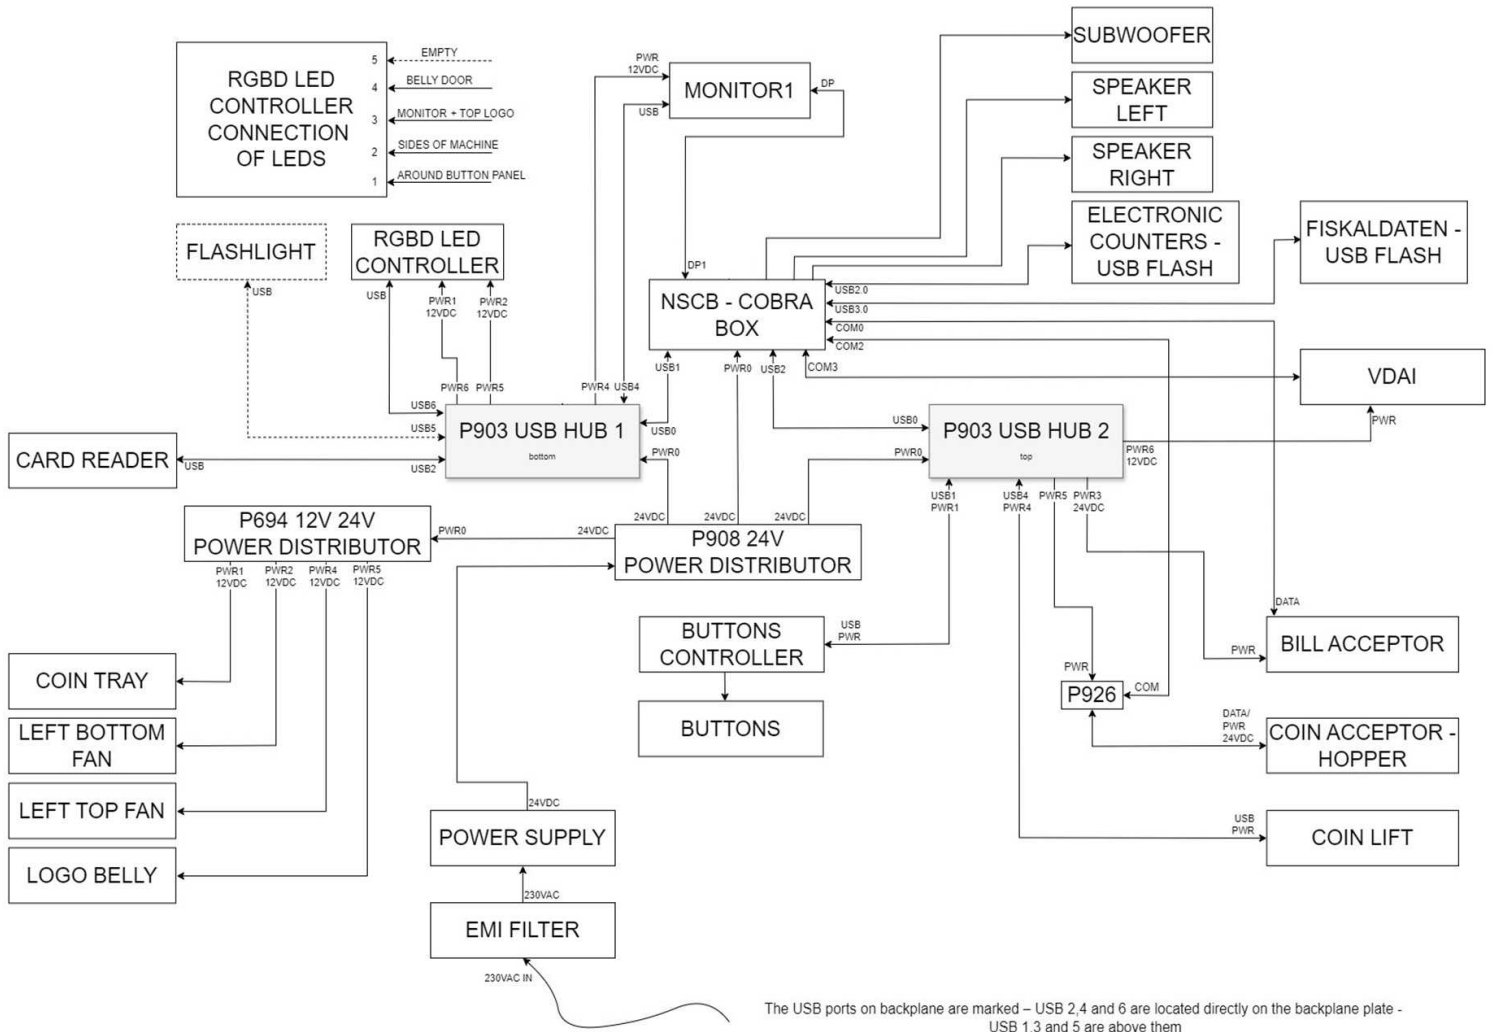 SUBWOOFER
5
EMPTY
4
BELLY DOOR
3
MONITOR + TOP LOGO
2
SIDES OF MACHINE
1
AROUND BUTTON PANEL
RGBD LED
CONTROLLER
CONNECTION
OF LEDS
PWR
12VDC
USB
MONITOR1
DP
SPEAKER
LEFT
SPEAKER
RIGHT
ELECTRONIC
COUNTERS -
USB FLASH
FISKALDATEN -
USB FLASH
FLASHLIGHT
USB
RGBD LED
CONTROLLER
USB
PWR1
12VDC
PWR2
12VDC
DP1
NSCB - COBRA
BOX
USB2.0
USB3.0
COM0
COM2
COM3
USB1
PWR0
USB2
VDAI
PWR
PWR6
PWR5
PWR4
USB4
USB6
USB5
USB2
P903 USB HUB 1
bottom
USB0
PWR0
USB0
PWR0
P903 USB HUB 2
top
PWR6
12VDC
USB1
PWR1
USB4
PWR4
PWR5
PWR3
24VDC
CARD READER
USB
P694 12V 24V
POWER DISTRIBUTOR
PWR0
24VDC
24VDC
24VDC
24VDC
P908 24V
POWER DISTRIBUTOR
PWR1
12VDC
PWR2
12VDC
PWR4
12VDC
PWR5
12VDC
DATA
BILL ACCEPTOR
PWR
BUTTONS
CONTROLLER
USB
PWR
BUTTONS
PWR
P926
COM
DATA/
PWR
24VDC
COIN ACCEPTOR -
HOPPER
COIN TRAY
LEFT BOTTOM
FAN
LEFT TOP FAN
LOGO BELLY
24VDC
POWER SUPPLY
USB
PWR
COIN LIFT
230VAC
EMI FILTER
230VAC IN
The USB ports on backplane are marked – USB 2,4 and 6 are located directly on the backplane plate -
USB 1,3 and 5 are above them